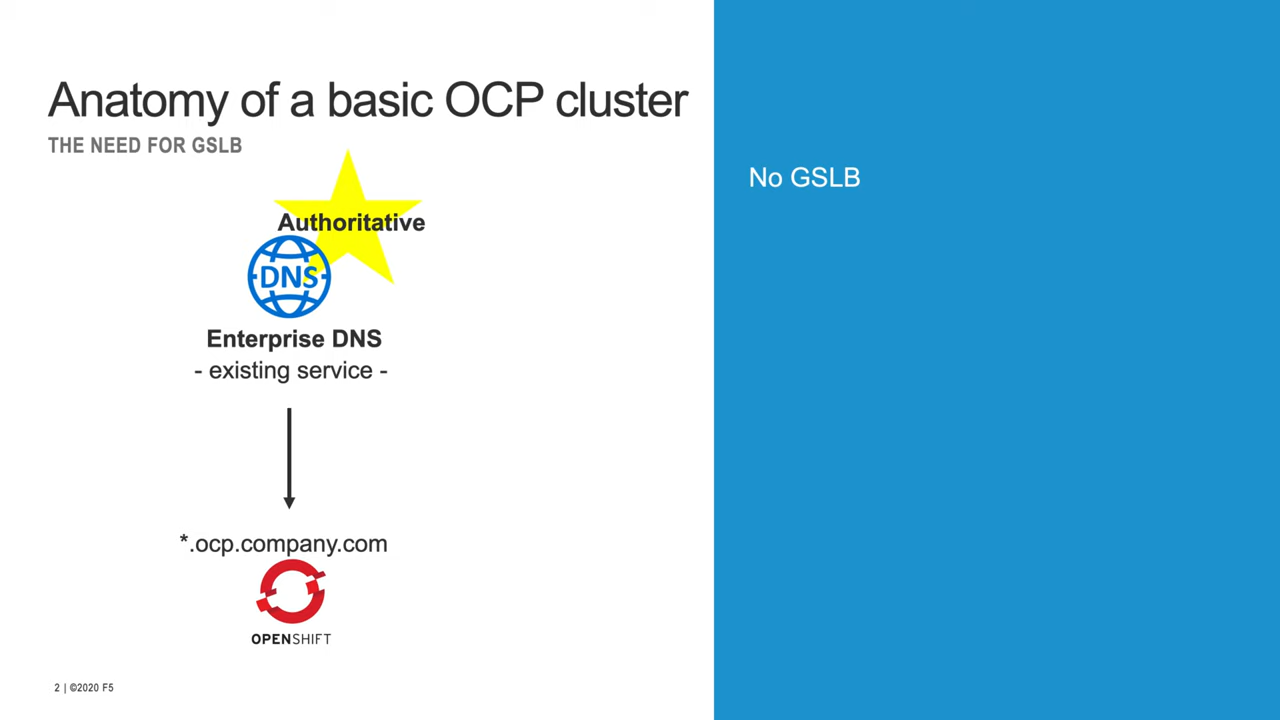 Anatomy of a basic OCP cluster
THE NEED FOR GSLB
Authoritative
DNS
Enterprise DNS
- existing service -
*.ocp.company.com
OPENSHIFT
2 | ©2020 F5
No GSLB